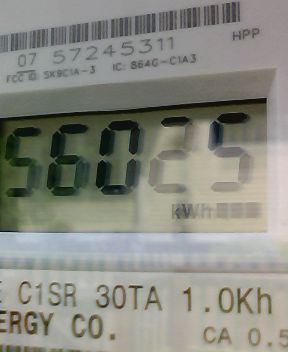 HPP
07 57245311
FCC ID: SK9C1A-3 IC: 864G-C1A3
56025
kWh
C1SR 30TA 1.0Kh
ERGY CO.
CA 0.5